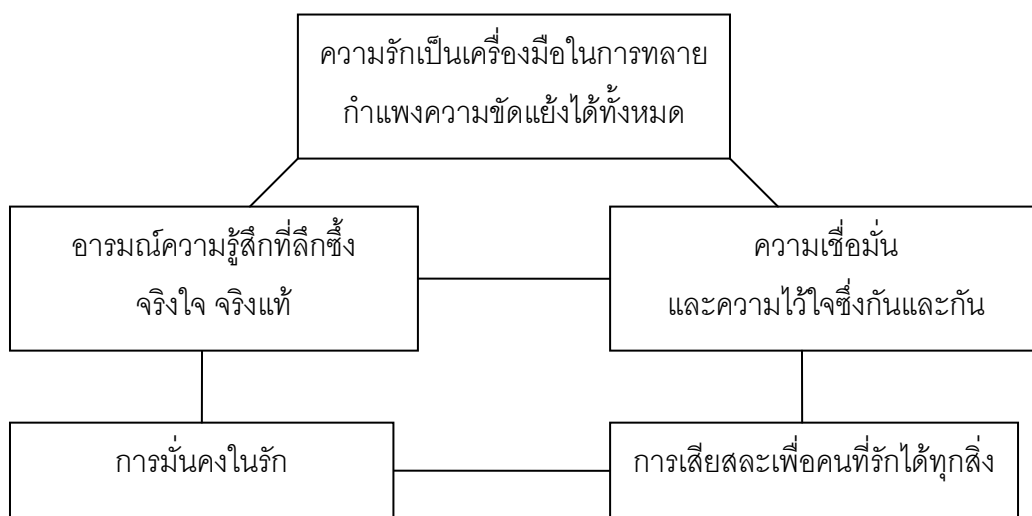 ความรักเป็นเครื่องมือในการทลาย
กำแพงความขัดแย้งได้ทั้งหมด
อารมณ์ความรู้สึกที่ลึกซึ้ง
จริงใจ จริงแท้
ความเชื่อมั่น
และความไว้ใจซึ่งกันและกัน
การมั่นคงในรัก
การเสียสละเพื่อคนที่รักได้ทุกสิ่ง